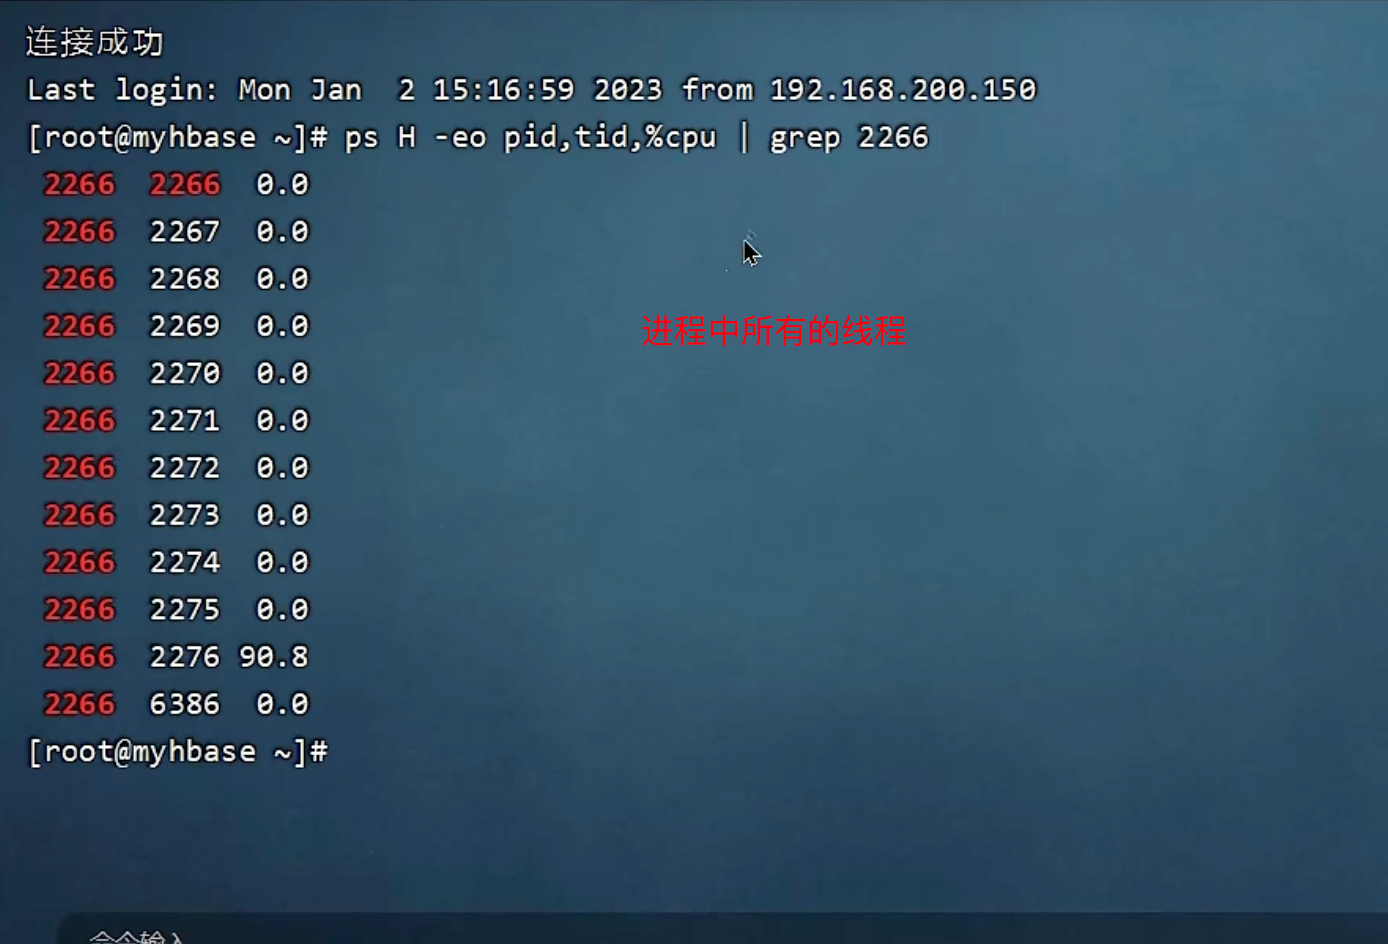 连接成功
Last login: Mon Jan  2 15:16:59 2023 from 192.168.200.150
[root@myhbase ~]# ps H -eo pid,tid,%cpu | grep 2266
2266  2266  0.0
2266  2267  0.0
2266  2268  0.0
进程中所有的线程
2266  2269  0.0
2266  2270  0.0
2266  2271  0.0
2266  2272  0.0
2266  2273  0.0
2266  2274  0.0
2266  2275  0.0
2266  2276 90.8
2266  6386  0.0
[root@myhbase ~]#
命令输入